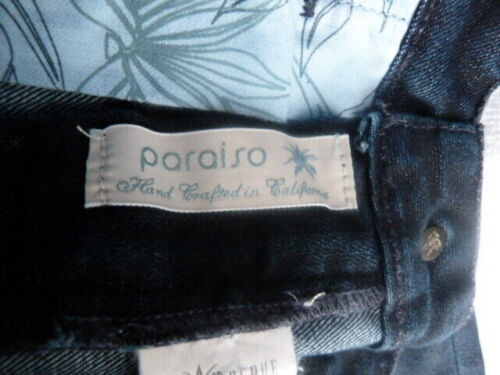 paraiso
Hand Crafted in California